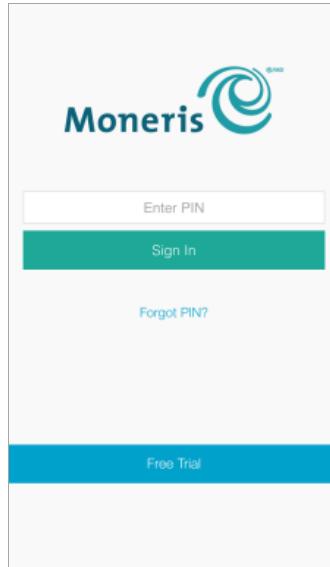 Moneris
Enter PIN
Sign In
Forgot PIN?
Free Trial